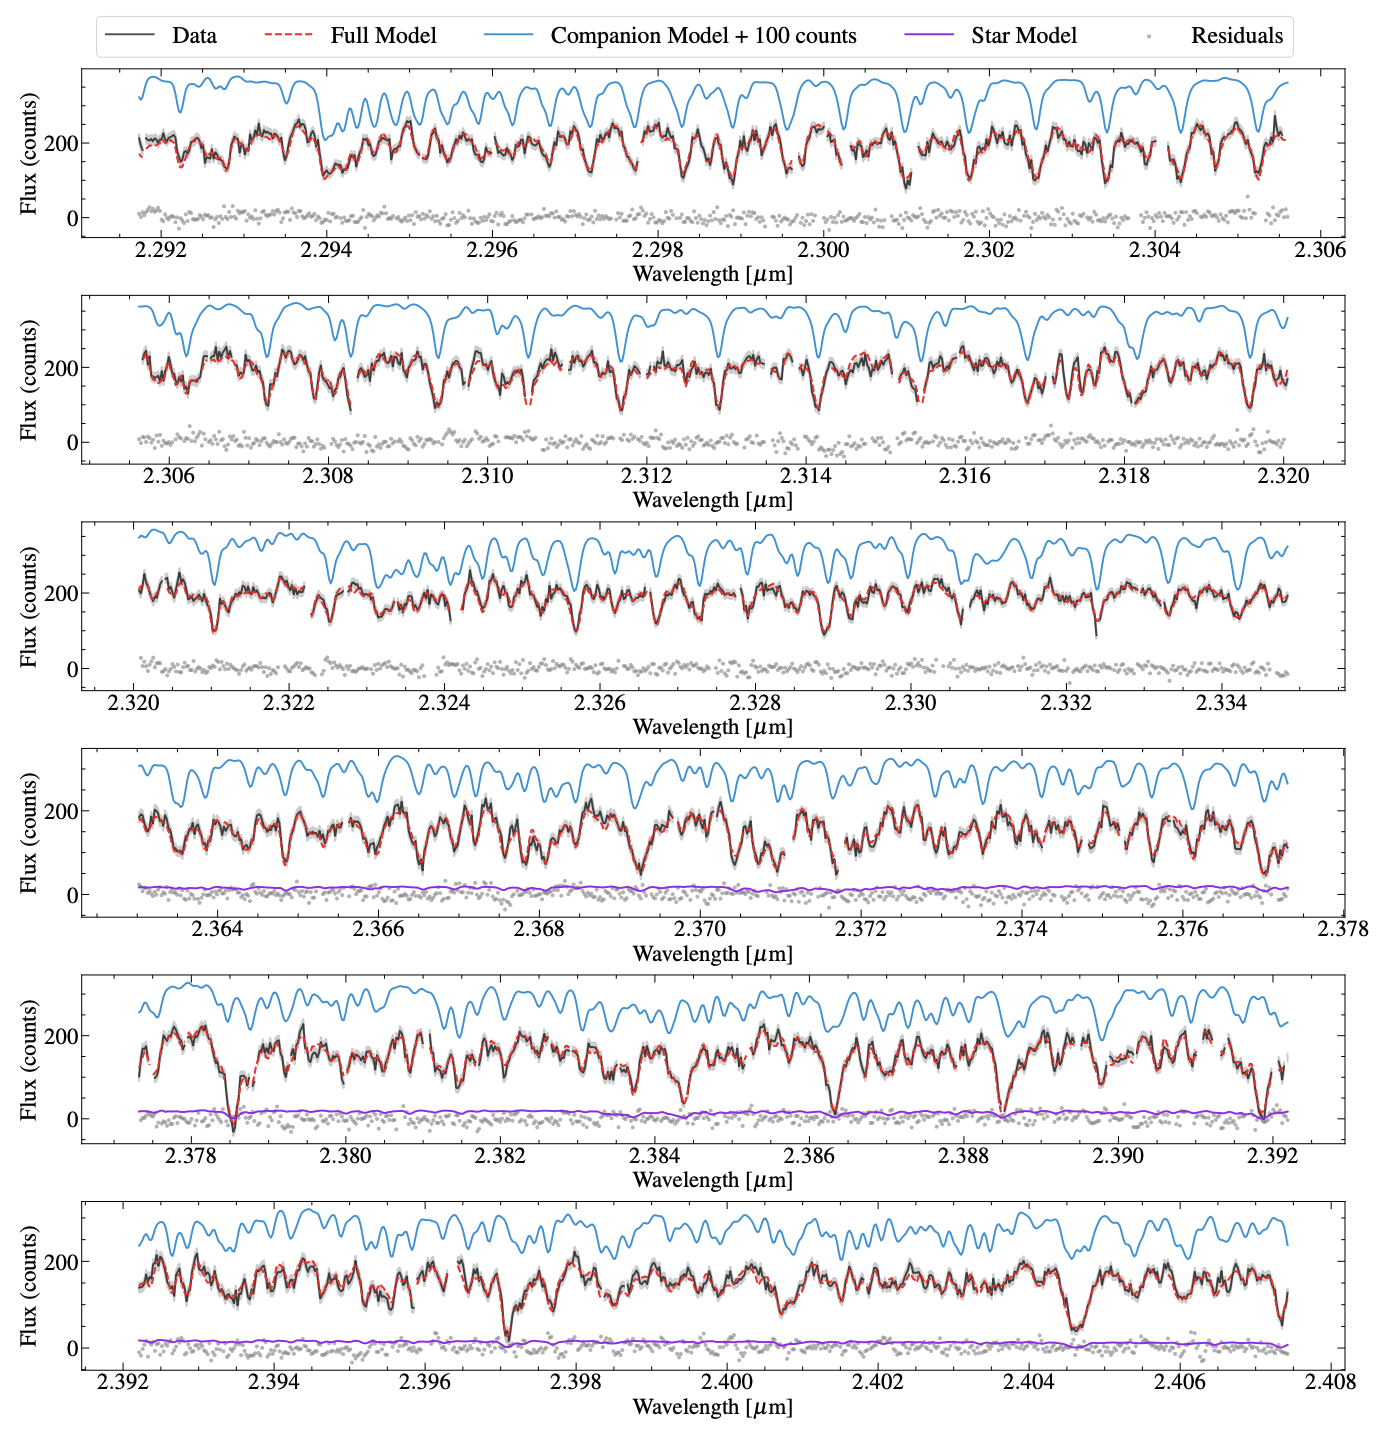 Data Full Model Companion Model + 100 counts Star Model Residuals
Flux (counts)
200
0
2.292 2.294 2.296 2.298 2.300 2.302 2.304 2.306
Wavelength [μm]
Flux (counts)
200
0
2.306 2.308 2.310 2.312 2.314 2.316 2.318 2.320
Wavelength [μm]
Flux (counts)
200
0
2.320 2.322 2.324 2.326 2.328 2.330 2.332 2.334
Wavelength [μm]
Flux (counts)
200
0
2.364 2.366 2.368 2.370 2.372 2.374 2.376 2.378
Wavelength [μm]
Flux (counts)
200
0
2.378 2.380 2.382 2.384 2.386 2.388 2.390 2.392
Wavelength [μm]
Flux (counts)
200
0
2.392 2.394 2.396 2.398 2.400 2.402 2.404 2.406 2.408
Wavelength [μm]